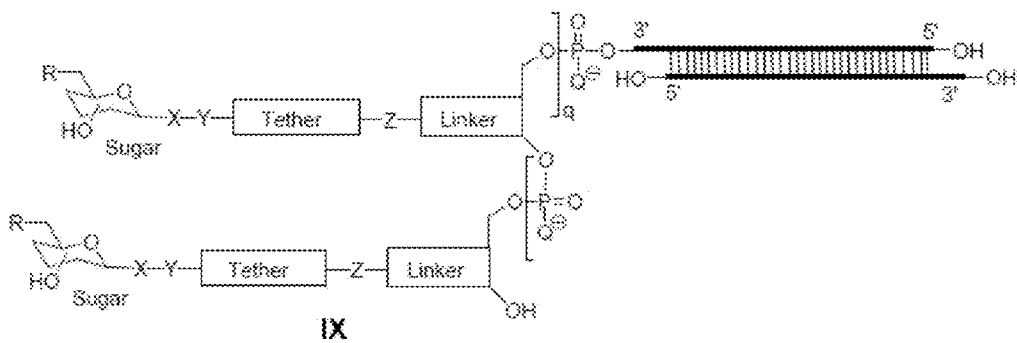 O
O P O 3' 5' OH
O⊖
HO 5' 3' OH
q
R
O
HO X Y Tether Z Linker
Sugar
O
O P=O
O⊖
R
O
HO X Y Tether Z Linker
Sugar
OH
IX